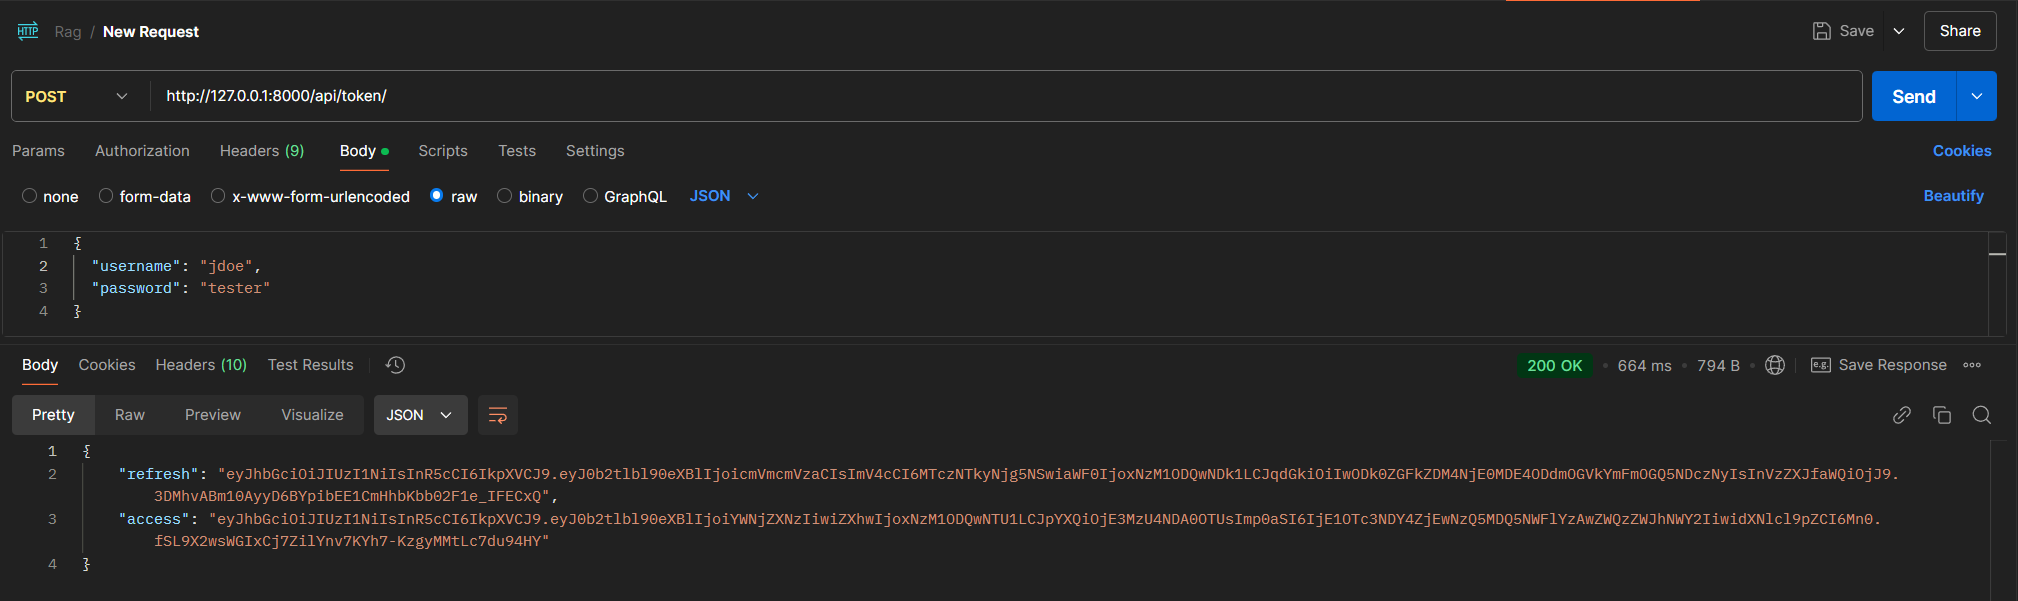 HTTP Rag / New Request Save Share
POST http://127.0.0.1:8000/api/token/ Send
Params Authorization Headers (9) Body Scripts Tests Settings Cookies
none form-data x-www-form-urlencoded raw binary GraphQL JSON Beautify
1 {
2 "username": "jdoe",
3 "password": "tester"
4 }
Body Cookies Headers (10) Test Results 200 OK • 664 ms • 794 B • e.g. Save Response
Pretty Raw Preview Visualize JSON
1 {
2 "refresh": "eyJhbGciOiJIUzI1NiIsInR5cCI6IkpXVCJ9.eyJ0b2tlbl90eXBlIjoicmVmcmVzaCIsImV4cCI6MTczNTkyNjg5NSwiaWF0IjoxNzM1ODQwNDk1LCJqdGkiOiIwODk0ZGFkZDM4NjE0MDE4ODdmOGVkYmFmOGQ5NDczNyIsInVzZXJfaWQiOjJ9.
3DMhvABm10AyyD6BYpibEE1CmHhbKbb02F1e_IFECxQ",
3 "access": "eyJhbGciOiJIUzI1NiIsInR5cCI6IkpXVCJ9.eyJ0b2tlbl90eXBlIjoiYWNjZXNzIiwiZXhwIjoxNzM1ODQwNTU1LCJpYXQiOjE3MzU4NDA0OTUsImp0aSI6IjE1OTc3NDY4ZjEwNzQ5MDQ5NWFlYzAwZWQzZWJhNWY2IiwidXNlcl9pZCI6Mn0.
fSL9X2wsWGIxCj7ZilYnv7KYh7-KzgyMMtLc7du94HY"
4 }